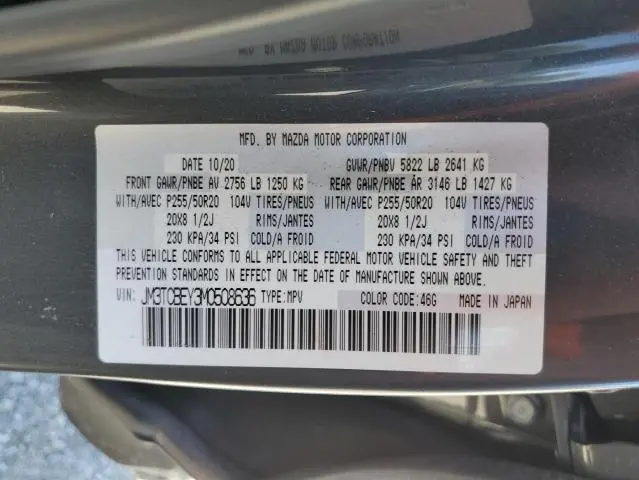 MFD. BY MAZDA MOTOR CORPORATION
DATE 10/20 GVWR/PNBV 5822 LB 2641 KG
FRONT GAWR/PNBE AV 2756 LB 1250 KG REAR GAWR/PNBE ÀR 3146 LB 1427 KG
WITH/AVEC P255/50R20 104V TIRES/PNEUS WITH/AVEC P255/50R20 104V TIRES/PNEUS
20X8 1/2J RIMS/JANTES 20X8 1/2J RIMS/JANTES
230 KPA/34 PSI COLD/A FROID 230 KPA/34 PSI COLD/A FROID
THIS VEHICLE CONFORMS TO ALL APPLICABLE FEDERAL MOTOR VEHICLE SAFETY AND THEFT
PREVENTION STANDARDS IN EFFECT ON THE DATE OF MANUFACTURE SHOWN ABOVE.
VIN: JM3TCBEY3M0508636 TYPE:MPV COLOR CODE:46G MADE IN JAPAN